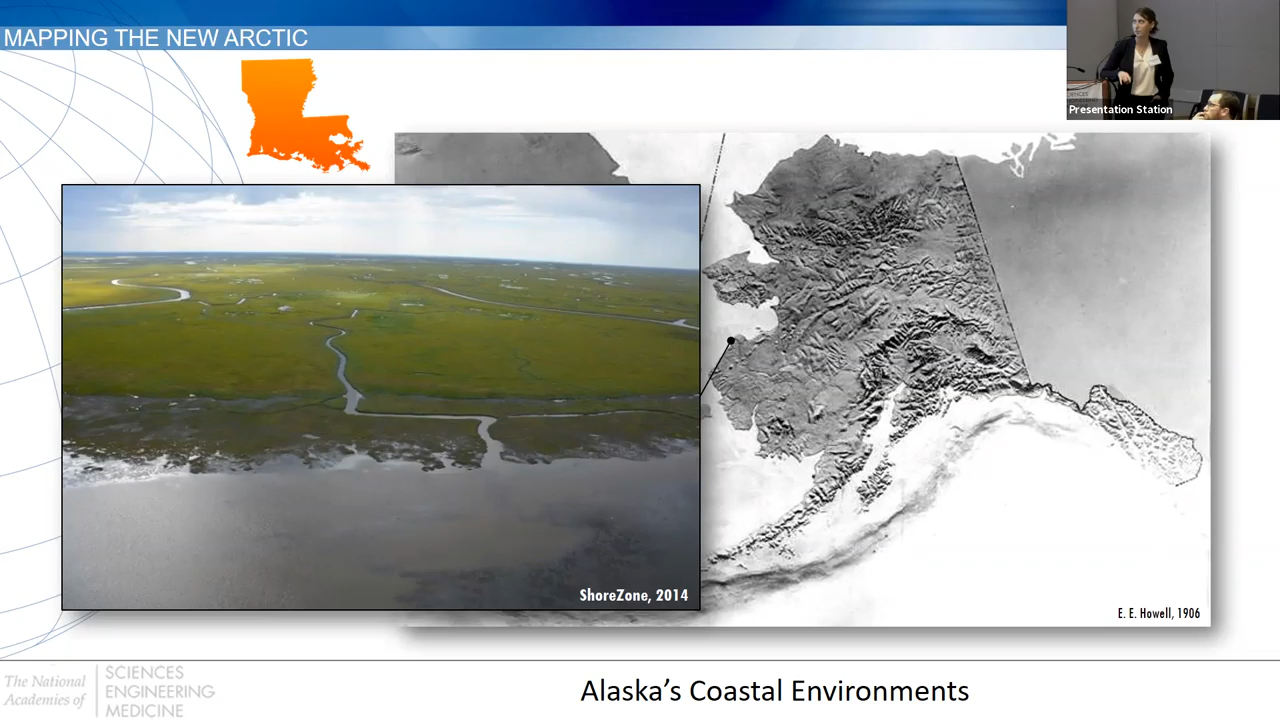 MAPPING THE NEW ARCTIC
Presentation Station
ShoreZone, 2014
E. E. Howell, 1906
The National
Academies of
SCIENCES
ENGINEERING
MEDICINE
Alaska's Coastal Environments